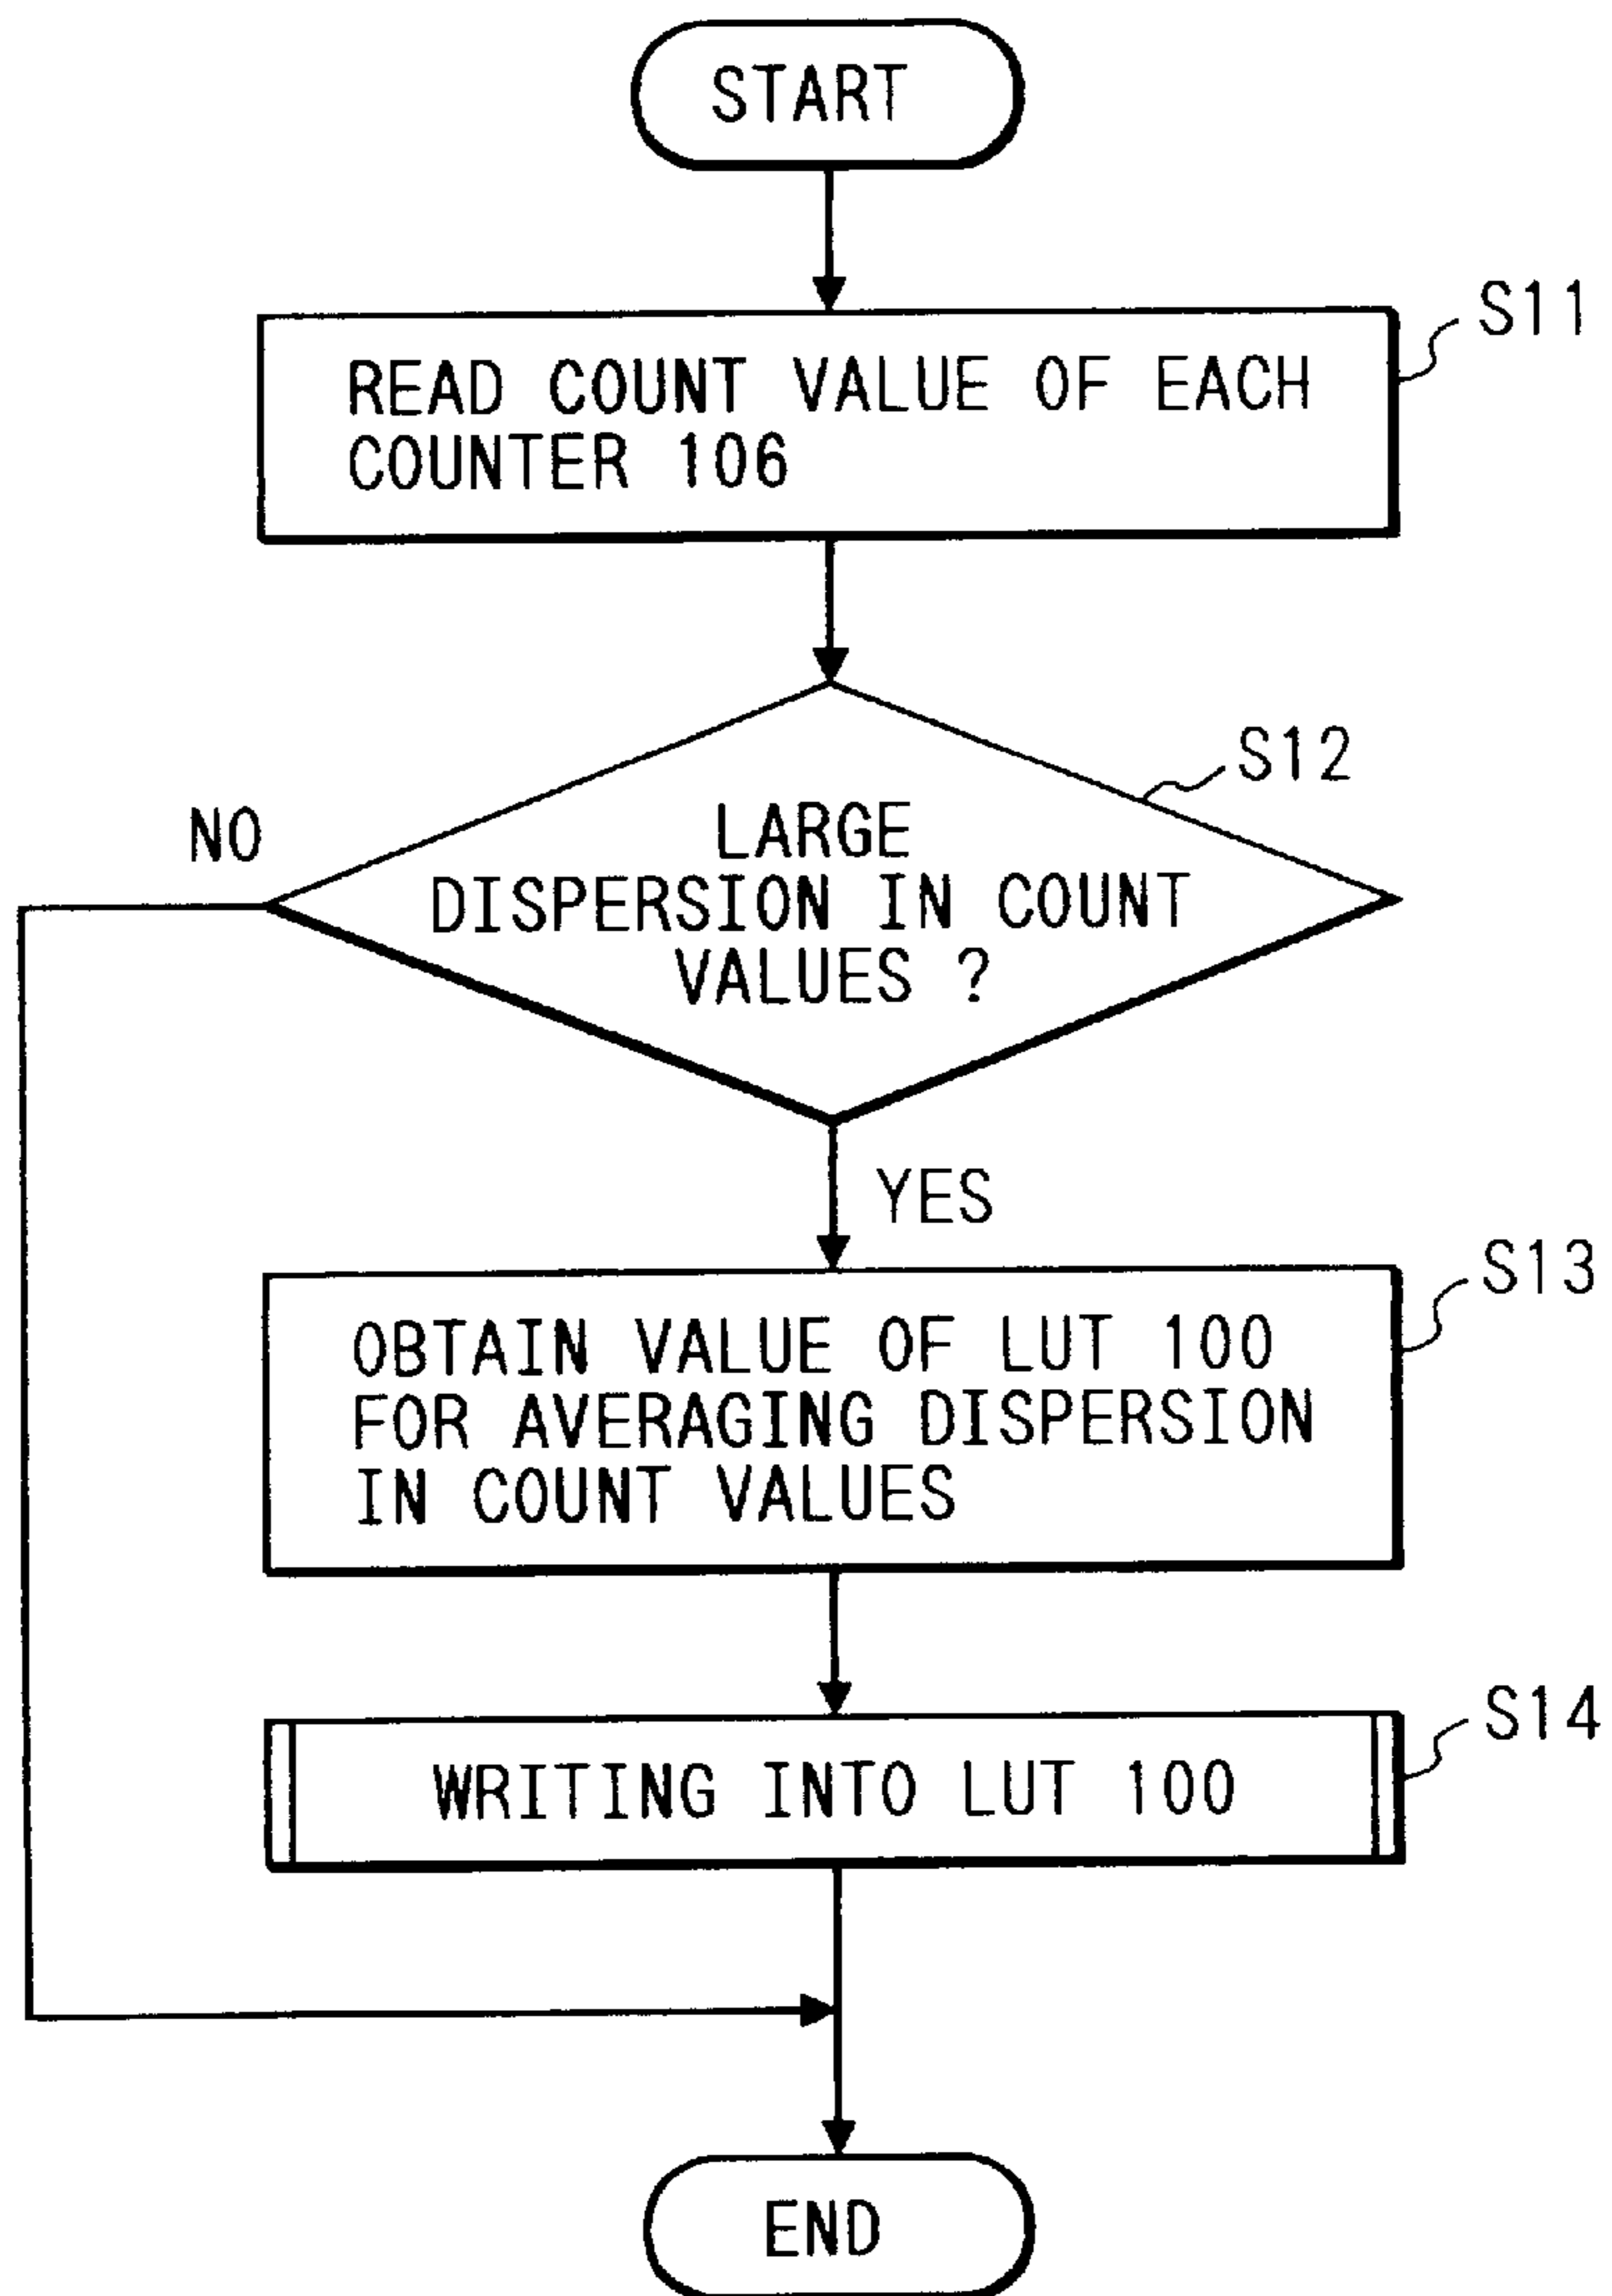 START
S11
READ COUNT VALUE OF EACH
COUNTER 106
S12
NO
LARGE
DISPERSION IN COUNT
VALUES ?
YES
S13
OBTAIN VALUE OF LUT 100
FOR AVERAGING DISPERSION
IN COUNT VALUES
S14
WRITING INTO LUT 100
END